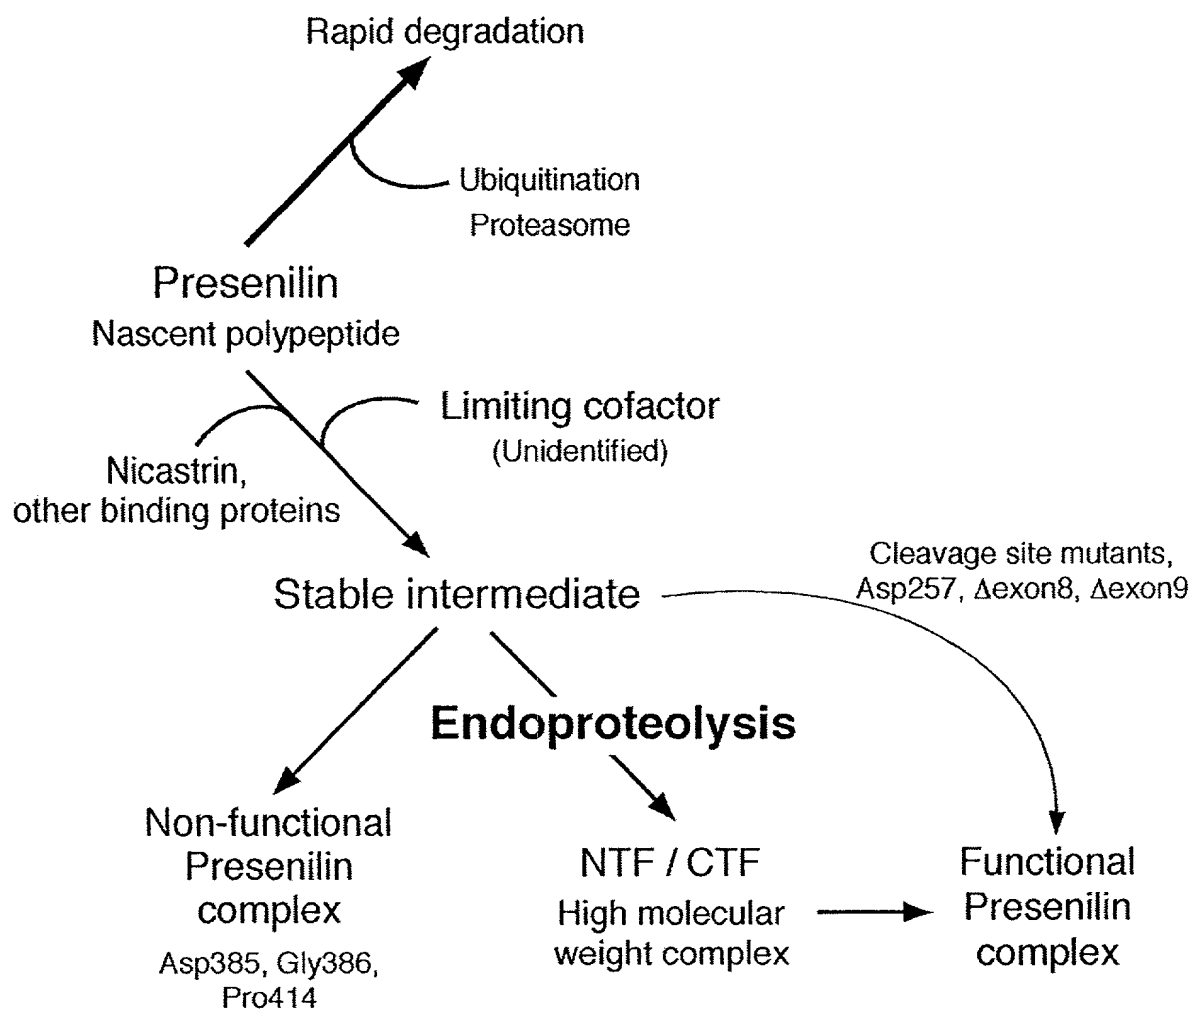 Rapid degradation
Ubiquitination
Proteasome
Presenilin
Nascent polypeptide
Limiting cofactor
(Unidentified)
Nicastrin,
other binding proteins
Cleavage site mutants,
Asp257, Δexon8, Δexon9
Stable intermediate
Endoproteolysis
Non-functional
Presenilin
complex
Asp385, Gly386,
Pro414
NTF / CTF
High molecular
weight complex
Functional
Presenilin
complex